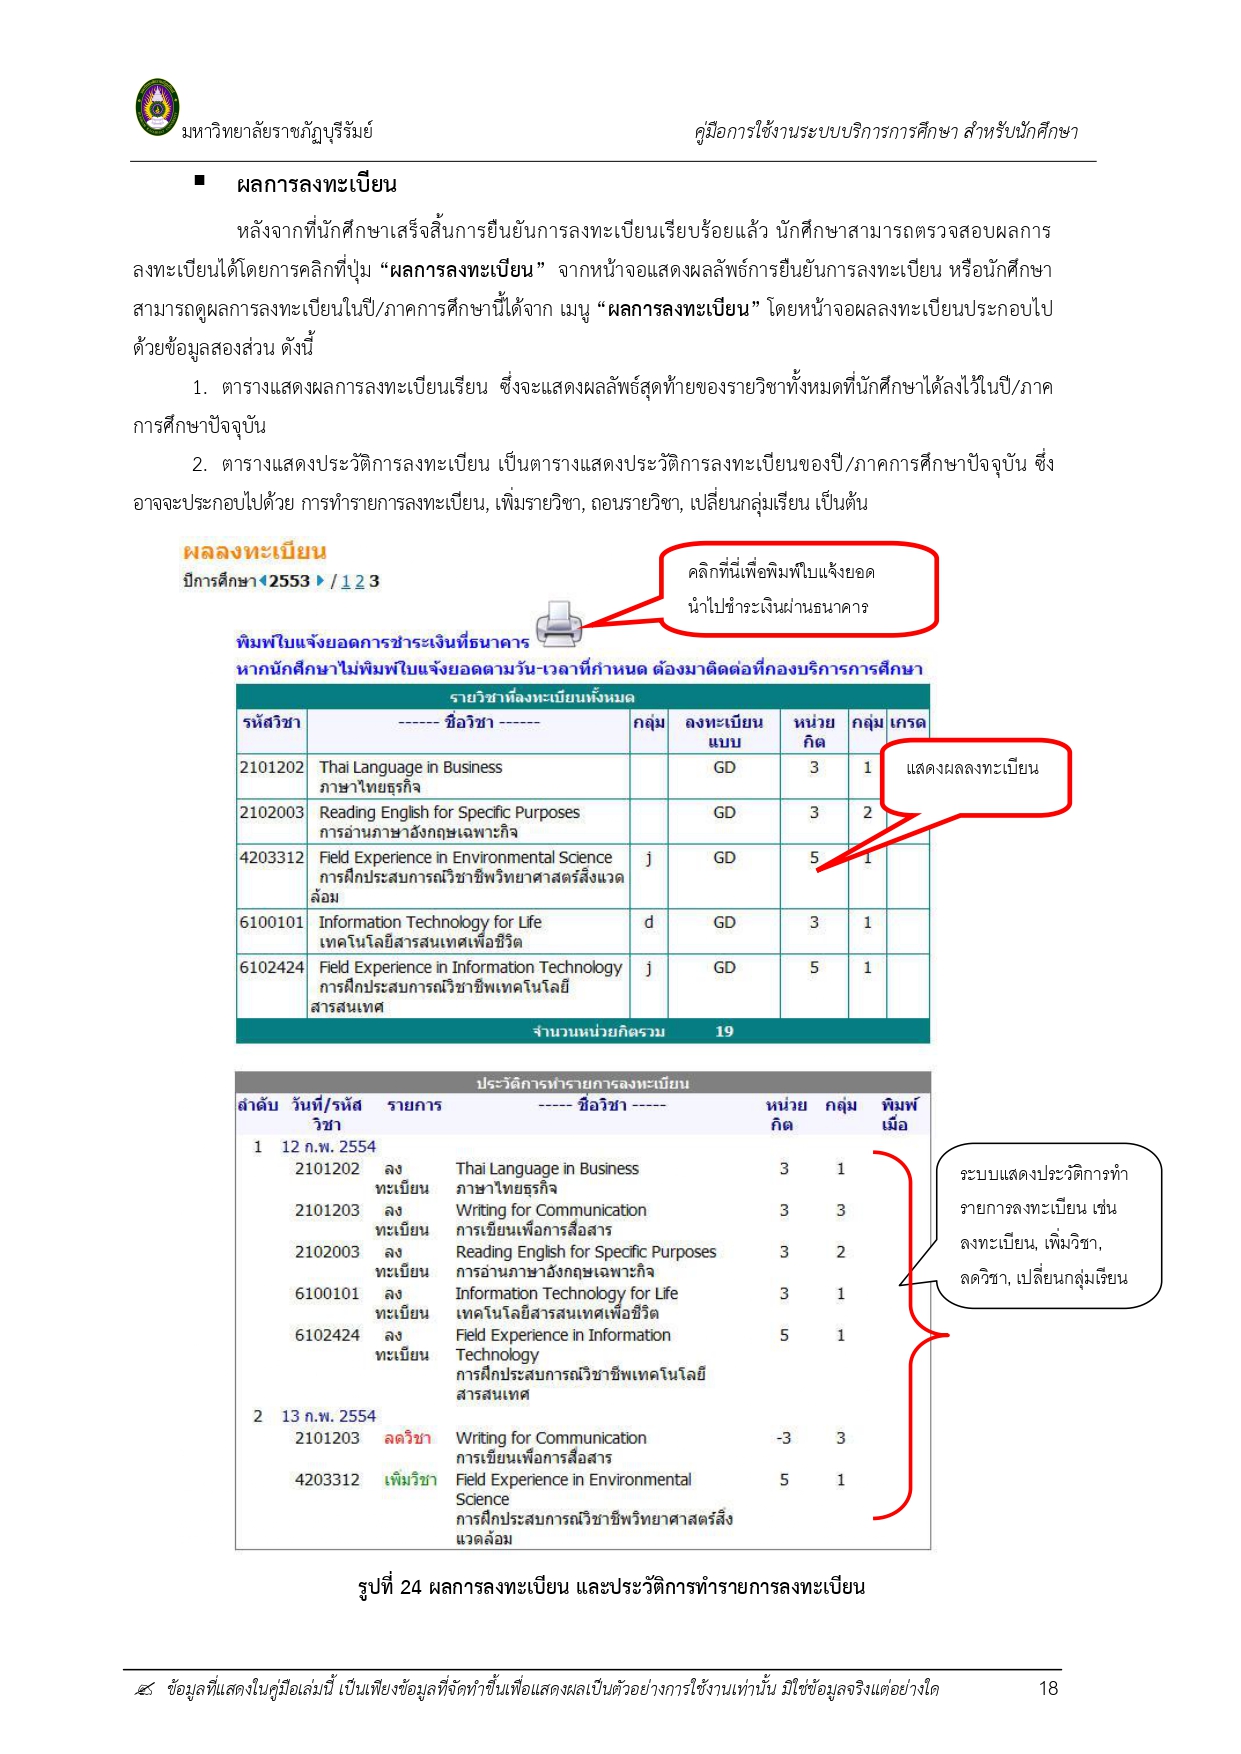 มหาวิทยาลัยราชภัฏบุรีรัมย์
คู่มือการใช้งานระบบบริการการศึกษา สำหรับนักศึกษา
■ ผลการลงทะเบียน
หลังจากที่นักศึกษาเสร็จสิ้นการยืนยันการลงทะเบียนเรียบร้อยแล้ว นักศึกษาสามารถตรวจสอบผลการ
ลงทะเบียนได้โดยการคลิกที่ปุ่ม “ผลการลงทะเบียน” จากหน้าจอแสดงผลลัพธ์การยืนยันการลงทะเบียน หรือนักศึกษา
สามารถดูผลการลงทะเบียนในปี/ภาคการศึกษานี้ได้จาก เมนู “ผลการลงทะเบียน” โดยหน้าจอผลลงทะเบียนประกอบไป
ด้วยข้อมูลสองส่วน ดังนี้
1. ตารางแสดงผลการลงทะเบียนเรียน ซึ่งจะแสดงผลลัพธ์สุดท้ายของรายวิชาทั้งหมดที่นักศึกษาได้ลงไว้ในปี/ภาค
การศึกษาปัจจุบัน
2. ตารางแสดงประวัติการลงทะเบียน เป็นตารางแสดงประวัติการลงทะเบียนของปี/ภาคการศึกษาปัจจุบัน ซึ่ง
อาจจะประกอบไปด้วย การทำรายการลงทะเบียน, เพิ่มรายวิชา, ถอนรายวิชา, เปลี่ยนกลุ่มเรียน เป็นต้น
ผลลงทะเบียน
ปีการศึกษา 2553 / 1 2 3
คลิกที่นี่เพื่อพิมพ์ใบแจ้งยอด
นำไปชำระเงินผ่านธนาคาร
พิมพ์ใบแจ้งยอดการชำระเงินที่ธนาคาร
หากนักศึกษาไม่พิมพ์ใบแจ้งยอดตามวัน-เวลาที่กำหนด ต้องมาติดต่อที่กองบริการการศึกษา
รายวิชาที่ลงทะเบียนทั้งหมด
รหัสวิชา ------ ชื่อวิชา ------ กลุ่ม ลงทะเบียน หน่วย กลุ่ม เกรด
แบบ กิต
2101202 Thai Language in Business GD 3 1
ภาษาไทยธุรกิจ
แสดงผลลงทะเบียน
2102003 Reading English for Specific Purposes GD 3 2
การอ่านภาษาอังกฤษเฉพาะกิจ
4203312 Field Experience in Environmental Science j GD 5 1
การฝึกประสบการณ์วิชาชีพวิทยาศาสตร์สิ่งแวด
ล้อม
6100101 Information Technology for Life d GD 3 1
เทคโนโลยีสารสนเทศเพื่อชีวิต
6102424 Field Experience in Information Technology j GD 5 1
การฝึกประสบการณ์วิชาชีพเทคโนโลยี
สารสนเทศ
จำนวนหน่วยกิตรวม 19
ประวัติการทำรายการลงทะเบียน
ลำดับ วันที่/รหัส รายการ ----- ชื่อวิชา ----- หน่วย กลุ่ม พิมพ์
วิชา กิต เมื่อ
1 12 ก.พ. 2554
2101202 ลง Thai Language in Business 3 1
ทะเบียน ภาษาไทยธุรกิจ
2101203 ลง Writing for Communication 3 3
ทะเบียน การเขียนเพื่อการสื่อสาร
2102003 ลง Reading English for Specific Purposes 3 2
ทะเบียน การอ่านภาษาอังกฤษเฉพาะกิจ
6100101 ลง Information Technology for Life 3 1
ทะเบียน เทคโนโลยีสารสนเทศเพื่อชีวิต
6102424 ลง Field Experience in Information 5 1
ทะเบียน Technology
การฝึกประสบการณ์วิชาชีพเทคโนโลยี
สารสนเทศ
2 13 ก.พ. 2554
2101203 ลดวิชา Writing for Communication -3 3
การเขียนเพื่อการสื่อสาร
4203312 เพิ่มวิชา Field Experience in Environmental 5 1
Science
การฝึกประสบการณ์วิชาชีพวิทยาศาสตร์สิ่ง
แวดล้อม
ระบบแสดงประวัติการทำ
รายการลงทะเบียน เช่น
ลงทะเบียน, เพิ่มวิชา,
ลดวิชา, เปลี่ยนกลุ่มเรียน
รูปที่ 24 ผลการลงทะเบียน และประวัติการทำรายการลงทะเบียน
ข้อมูลที่แสดงในคู่มือเล่มนี้ เป็นเพียงข้อมูลที่จัดทำขึ้นเพื่อแสดงผลเป็นตัวอย่างการใช้งานเท่านั้น มิใช่ข้อมูลจริงแต่อย่างใด
18